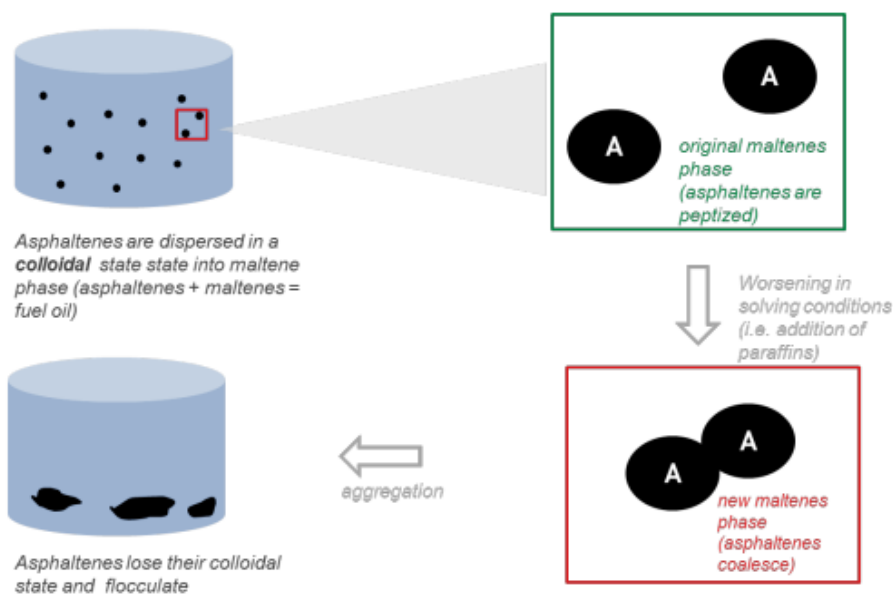 A
A
original maltenes
phase
(asphaltenes are
peptized)
Asphaltenes are dispersed in a
colloidal state state into maltene
phase (asphaltenes + maltenes =
fuel oil)
Worsening in
solving conditions
(i.e. addition of
paraffins)
A
A
new maltenes
phase
(asphaltenes
coalesce)
aggregation
Asphaltenes lose their colloidal
state and flocculate